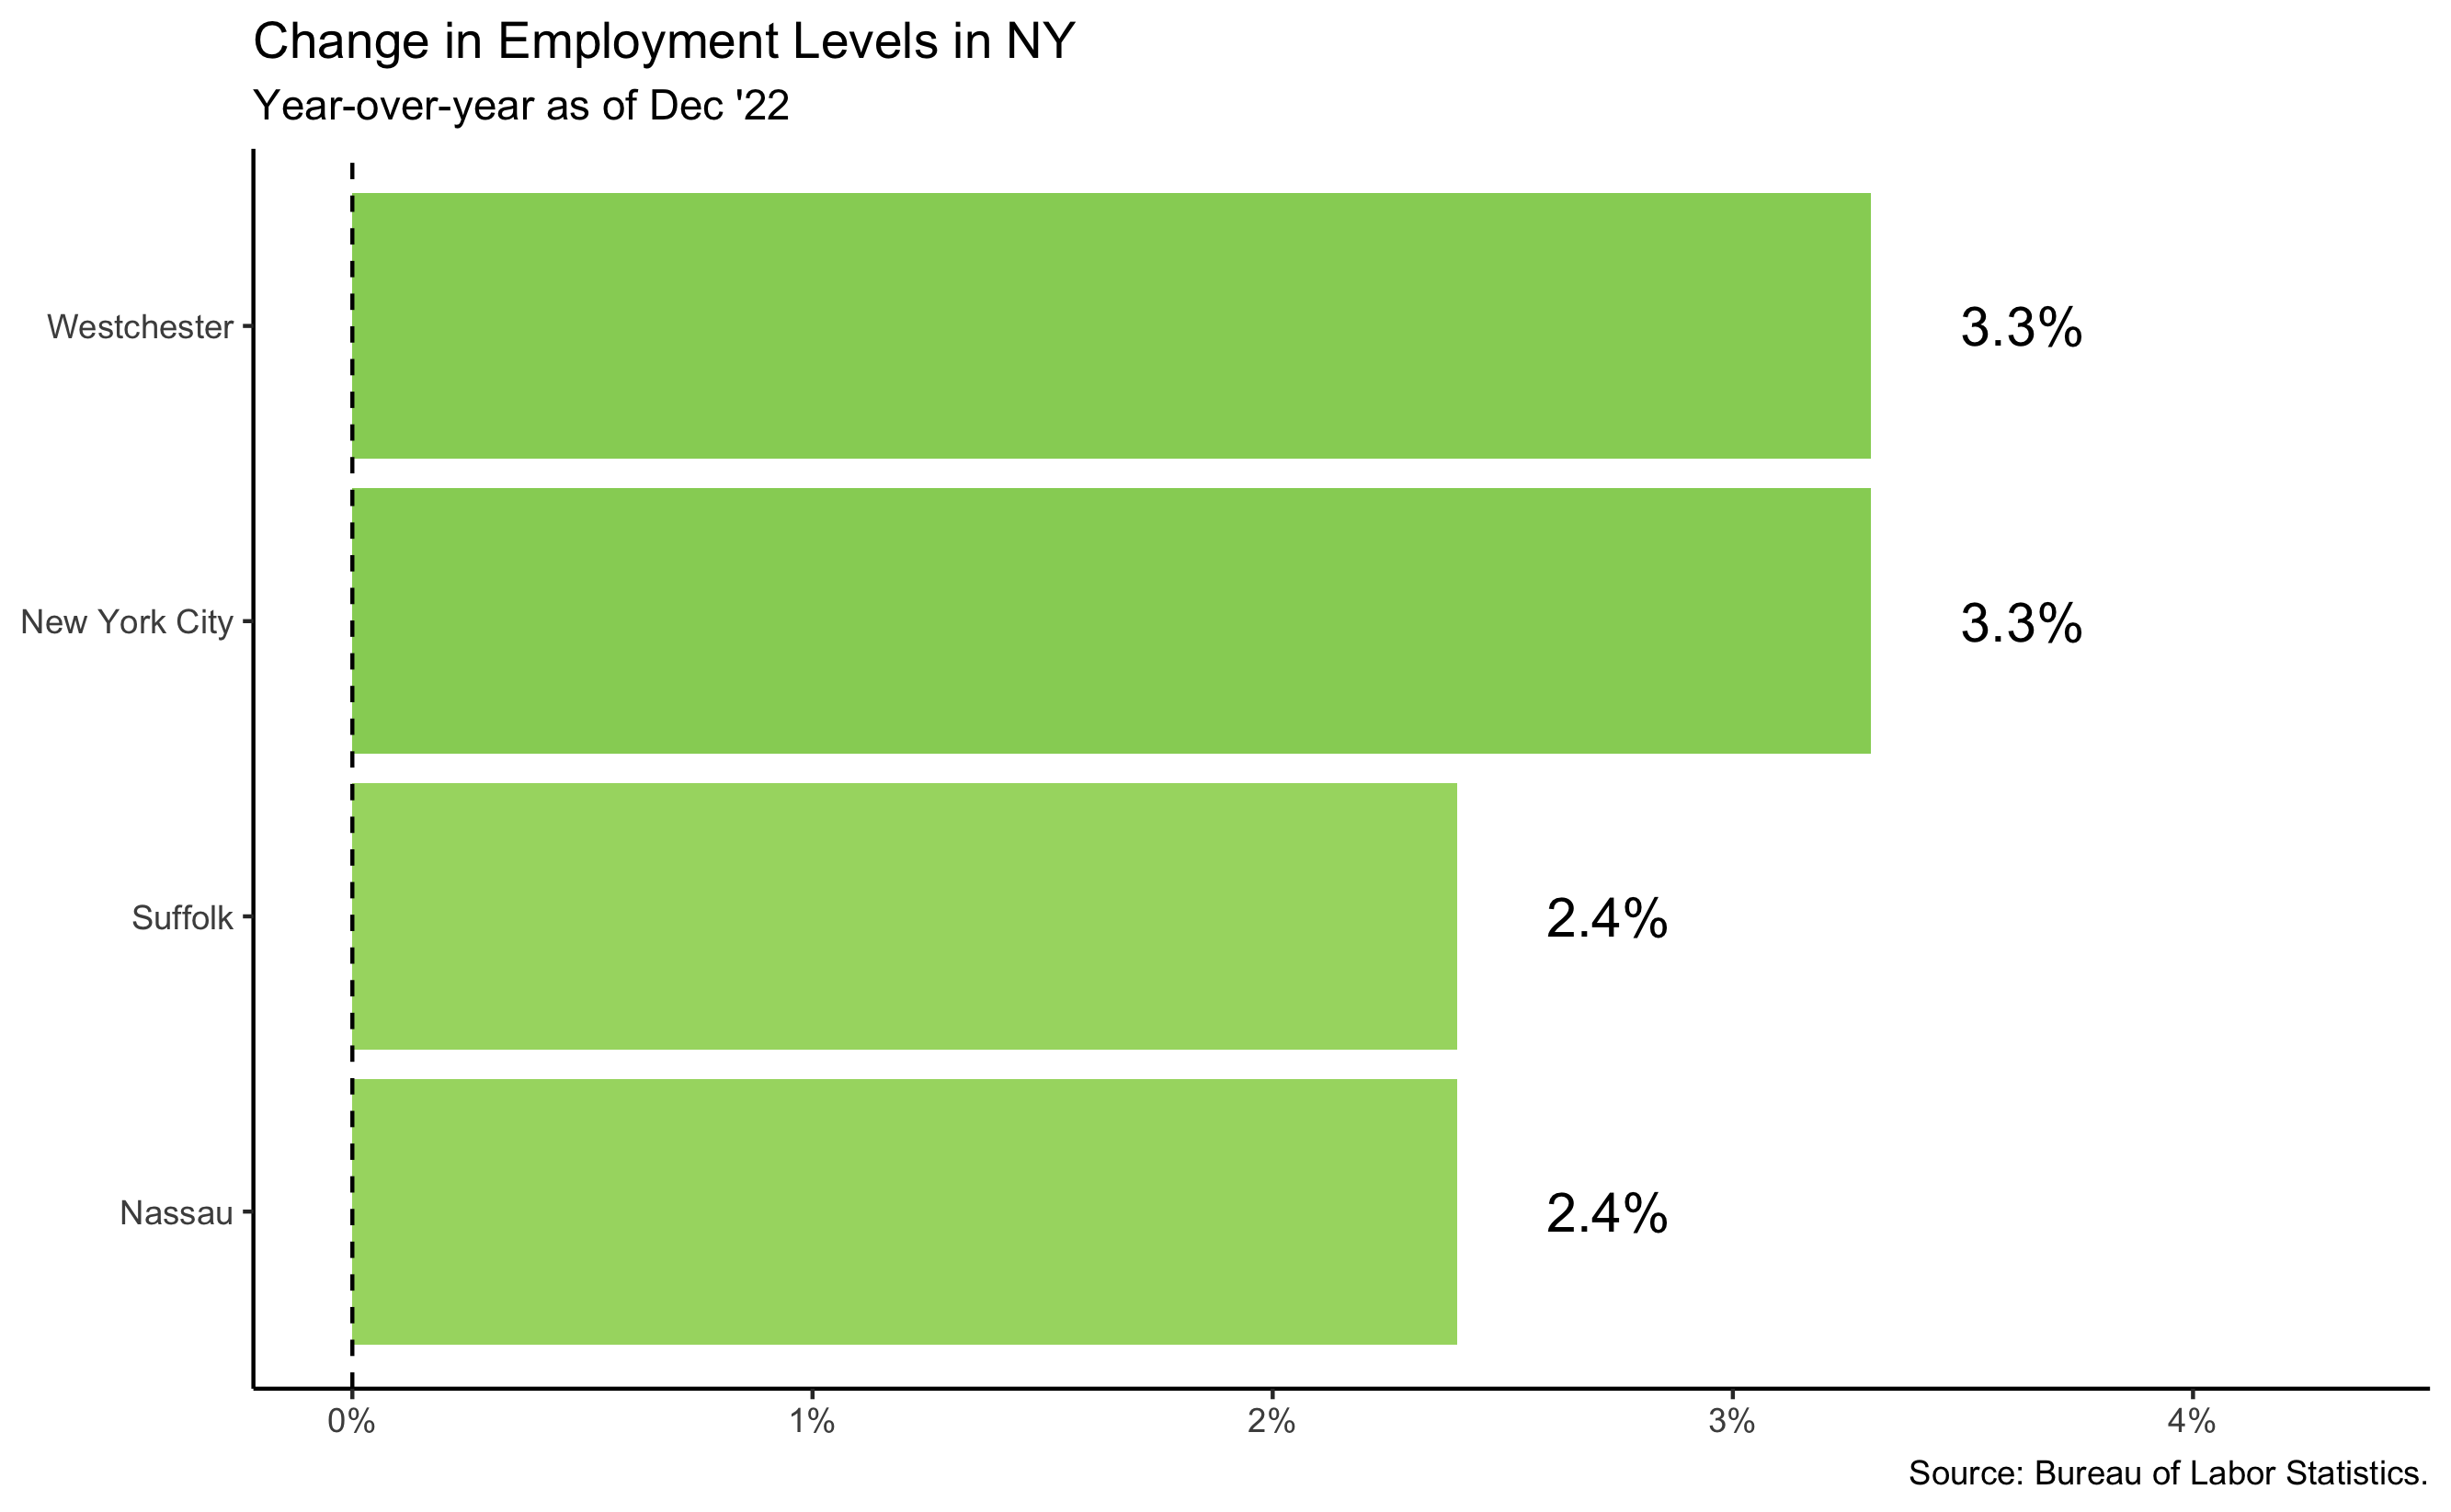 Change in Employment Levels in NY
Year-over-year as of Dec '22
Westchester
3.3%
New York City
3.3%
Suffolk
2.4%
Nassau
2.4%
0% 1% 2% 3% 4%
Source: Bureau of Labor Statistics.